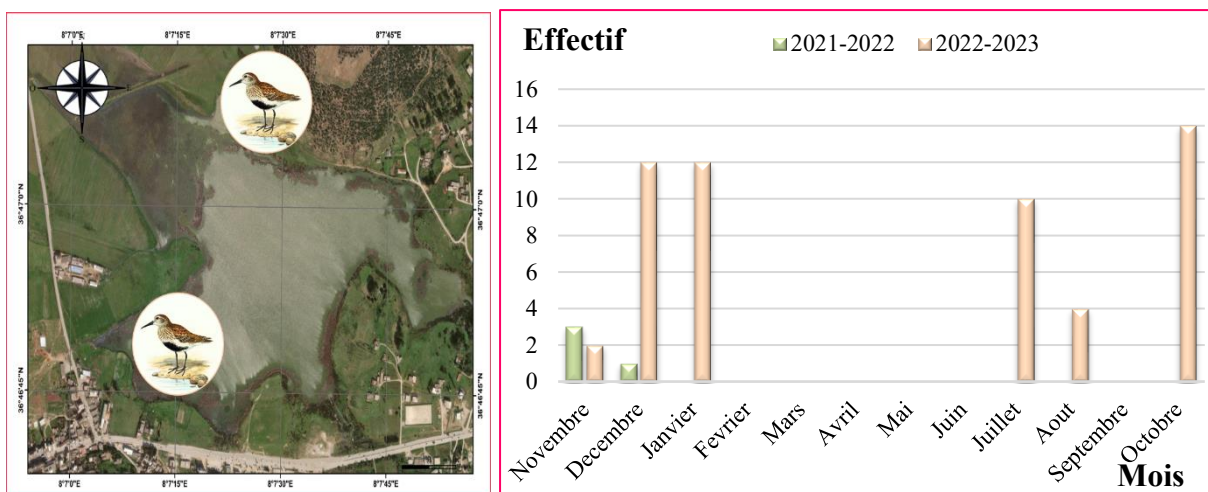 8°7'0"E 8°7'15"E 8°7'30"E 8°7'45"E
36°47'0"N 36°47'0"N
36°46'45"N 36°46'45"N
8°7'0"E 8°7'15"E 8°7'30"E 8°7'45"E
Effectif
2021-2022 2022-2023
16
14
12
10
8
6
4
2
0
Novembre Decembre Janvier Fevrier Mars Avril Mai Juin Juillet Aout Septembre Octobre
Mois